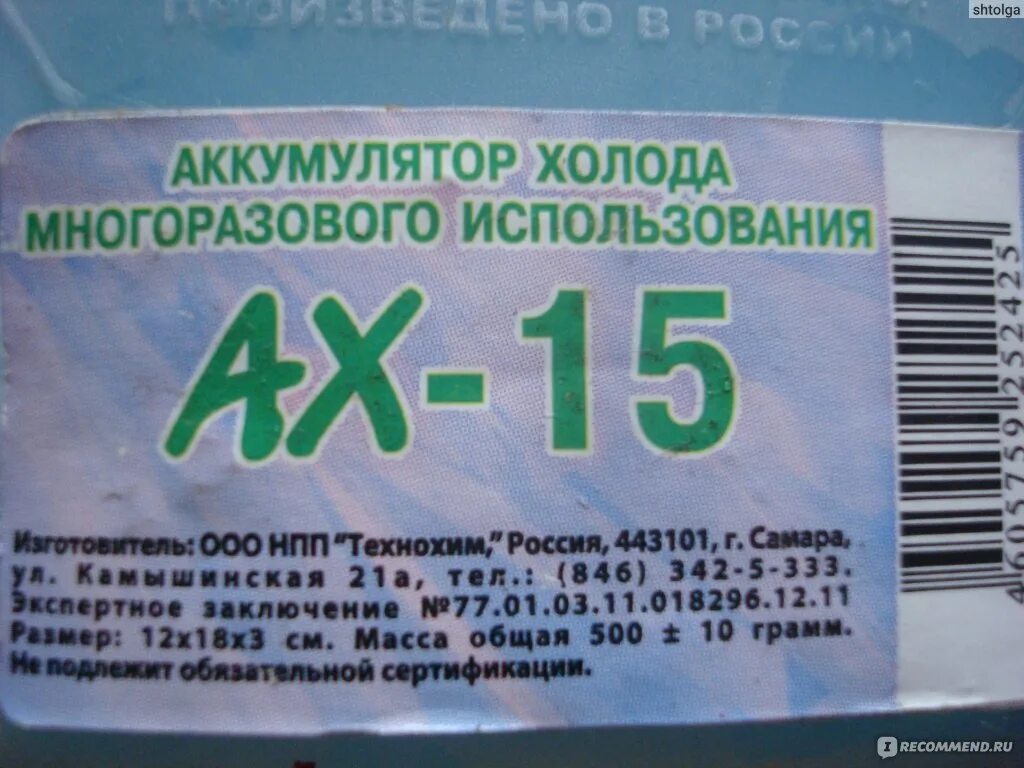 shtolga
ПРОИЗВЕДЕНО В РОССИИ
АККУМУЛЯТОР ХОЛОДА
МНОГОРАЗОВОГО ИСПОЛЬЗОВАНИЯ
АХ-15
Изготовитель: ООО НПП "Технохим," Россия, 443101, г. Самара,
ул. Камышинская 21а, тел.: (846) 342-5-333.
Экспертное заключение №77.01.03.11.018296.12.11
Размер: 12х18х3 см. Масса общая 500 ± 10 грамм.
Не подлежит обязательной сертификации.
4605759252425
IRECOMMEND.RU